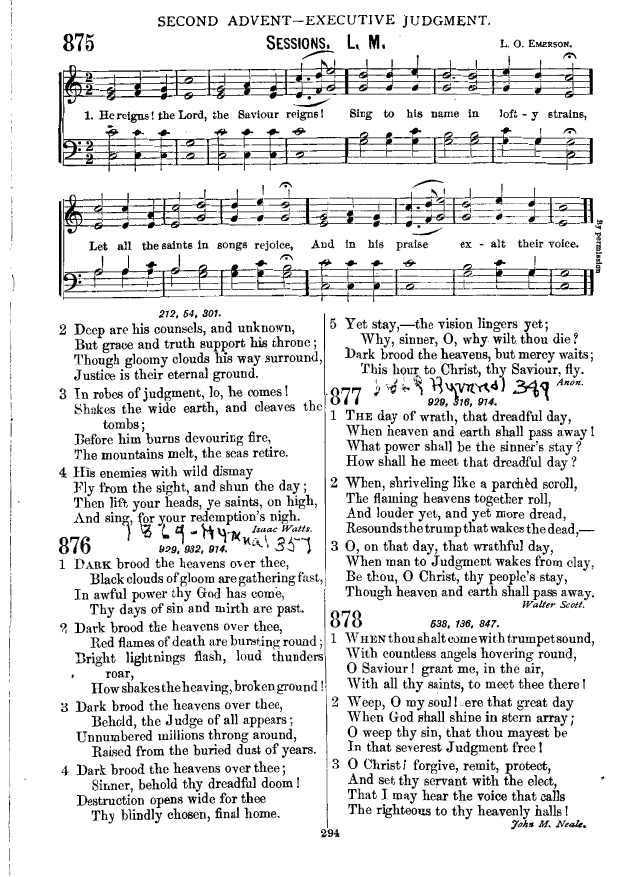 SECOND ADVENT—EXECUTIVE JUDGMENT.
875
SESSIONS. L. M.
L. O. EMERSON.
1. He reigns! the Lord, the Saviour reigns! Sing to his name in loft - y strains,
Let all the saints in songs rejoice, And in his praise ex - alt their voice.
By permission
212, 54, 301.
2 Deep are his counsels, and unknown,
But grace and truth support his throne;
Though gloomy clouds his way surround,
Justice is their eternal ground.
3 In robes of judgment, lo, he comes!
Shakes the wide earth, and cleaves the
tombs;
Before him burns devouring fire,
The mountains melt, the seas retire.
4 His enemies with wild dismay
Fly from the sight, and shun the day;
Then lift your heads, ye saints, on high,
And sing, for your redemption's nigh.
Isaac Watts.
1869-Hymnal 357
876
929, 932, 914.
1 DARK brood the heavens over thee,
Black clouds of gloom are gathering fast,
In awful power thy God has come,
Thy days of sin and mirth are past.
2 Dark brood the heavens over thee,
Red flames of death are bursting round;
Bright lightnings flash, loud thunders
roar,
How shakes the heaving, broken ground!
3 Dark brood the heavens over thee,
Behold, the Judge of all appears;
Unnumbered millions throng around,
Raised from the buried dust of years.
4 Dark brood the heavens over thee;
Sinner, behold thy dreadful doom!
Destruction opens wide for thee
Thy blindly chosen, final home.
5 Yet stay,—the vision lingers yet;
Why, sinner, O, why wilt thou die?
Dark brood the heavens, but mercy waits;
This hour to Christ, thy Saviour, fly.
Anon.
1869 Hymnal 349
877
929, 316, 914.
1 THE day of wrath, that dreadful day,
When heaven and earth shall pass away!
What power shall be the sinner's stay?
How shall he meet that dreadful day?
2 When, shriveling like a parchèd scroll,
The flaming heavens together roll,
And louder yet, and yet more dread,
Resounds the trump that wakes the dead,—
3 O, on that day, that wrathful day,
When man to Judgment wakes from clay,
Be thou, O Christ, thy people's stay,
Though heaven and earth shall pass away.
Walter Scott.
878
538, 136, 847.
1 WHEN thou shalt come with trumpet sound,
With countless angels hovering round,
O Saviour! grant me, in the air,
With all thy saints, to meet thee there!
2 Weep, O my soul! ere that great day
When God shall shine in stern array;
O weep thy sin, that thou mayest be
In that severest Judgment free!
3 O Christ! forgive, remit, protect,
And set thy servant with the elect,
That I may hear the voice that calls
The righteous to thy heavenly halls!
John M. Neale.
294